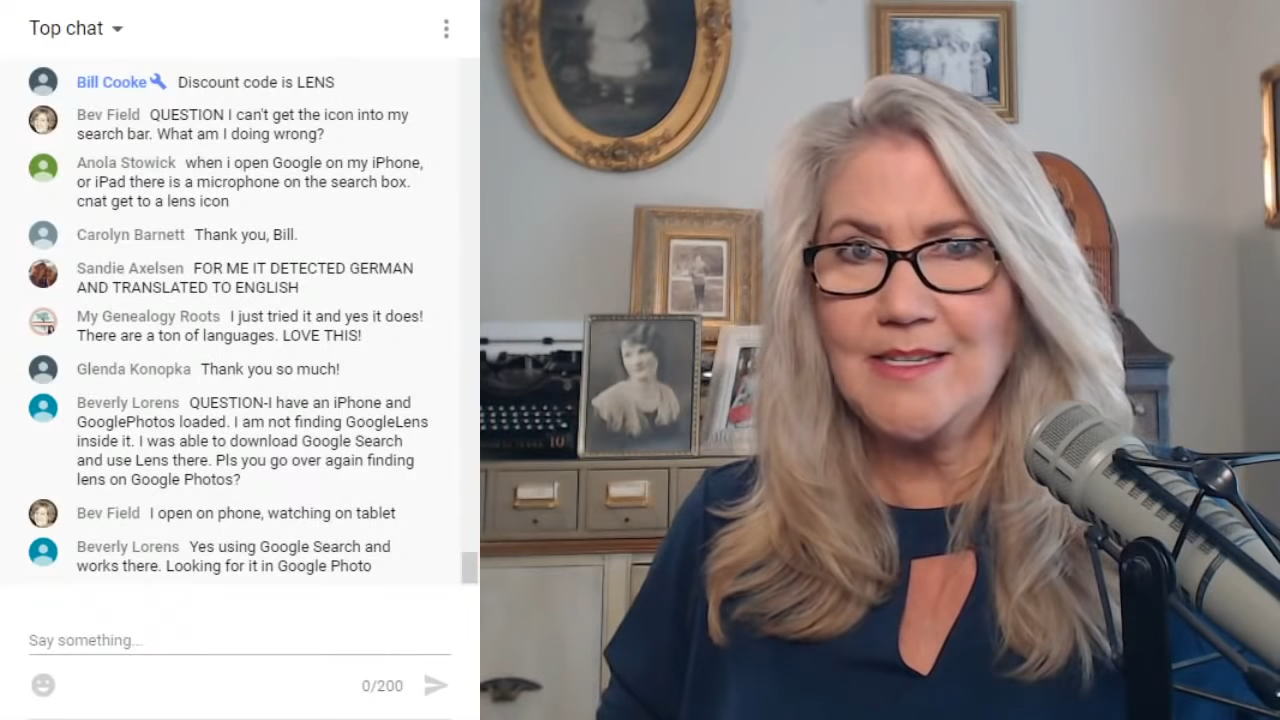 Top chat
Bill Cooke Discount code is LENS
Bev Field QUESTION I can't get the icon into my
search bar. What am I doing wrong?
Anola Stowick when i open Google on my iPhone,
or iPad there is a microphone on the search box.
cnat get to a lens icon
Carolyn Barnett Thank you, Bill.
Sandie Axelsen FOR ME IT DETECTED GERMAN
AND TRANSLATED TO ENGLISH
My Genealogy Roots I just tried it and yes it does!
There are a ton of languages. LOVE THIS!
Glenda Konopka Thank you so much!
Beverly Lorens QUESTION-I have an iPhone and
GooglePhotos loaded. I am not finding GoogleLens
inside it. I was able to download Google Search
and use Lens there. Pls you go over again finding
lens on Google Photos?
Bev Field I open on phone, watching on tablet
Beverly Lorens Yes using Google Search and
works there. Looking for it in Google Photo
Say something...
0/200